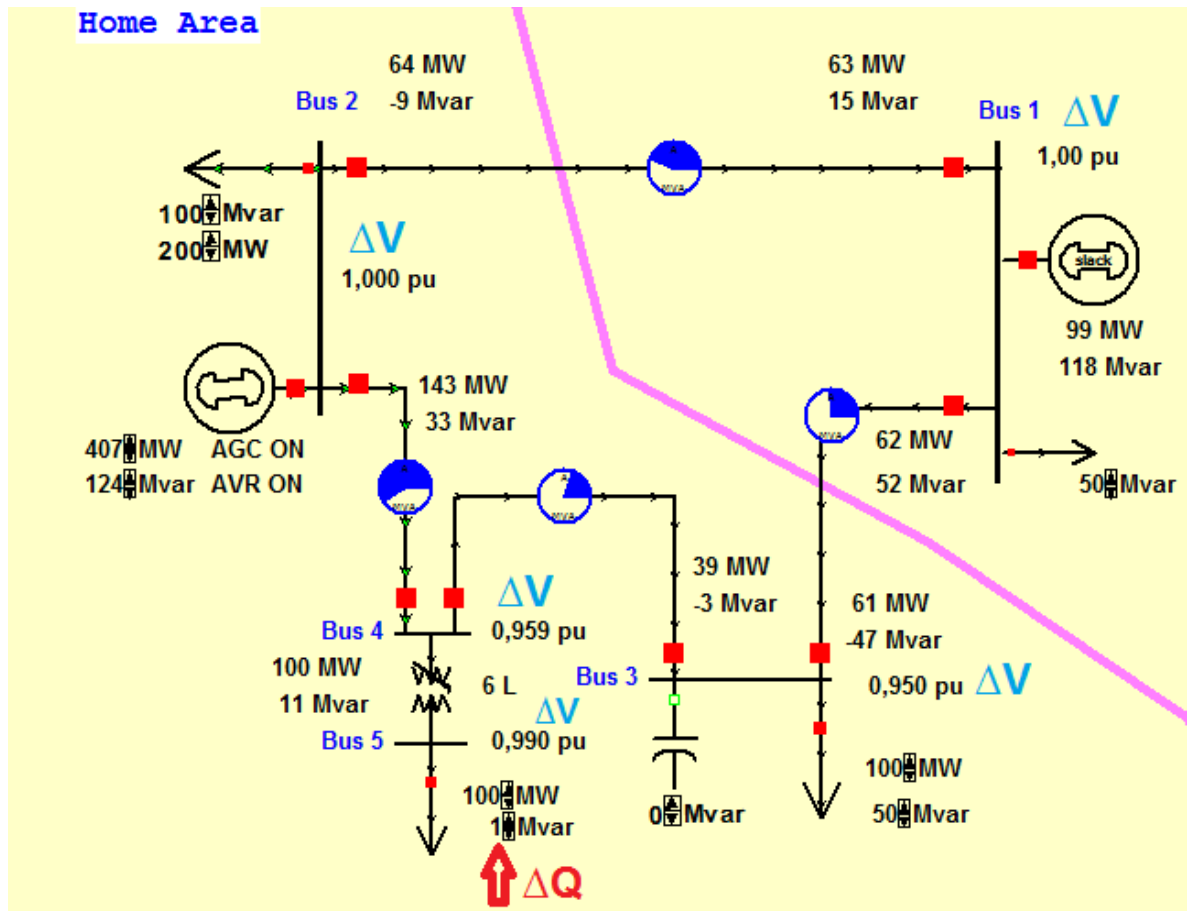 Home Area
64 MW
-9 Mvar
63 MW
15 Mvar
Bus 2
Bus 1
ΔV
1,00 pu
100 Mvar
200 MW
ΔV
1,000 pu
slack
99 MW
118 Mvar
A
MVA
143 MW
33 Mvar
407 MW AGC ON
124 Mvar AVR ON
A
MVA
A
MVA
A
MVA
62 MW
52 Mvar
50 Mvar
39 MW
-3 Mvar
61 MW
-47 Mvar
Bus 4
ΔV
0,959 pu
100 MW
11 Mvar
6 L
Bus 3
0,950 pu ΔV
ΔV
Bus 5
0,990 pu
100 MW
1 Mvar
0 Mvar
100 MW
50 Mvar
ΔQ